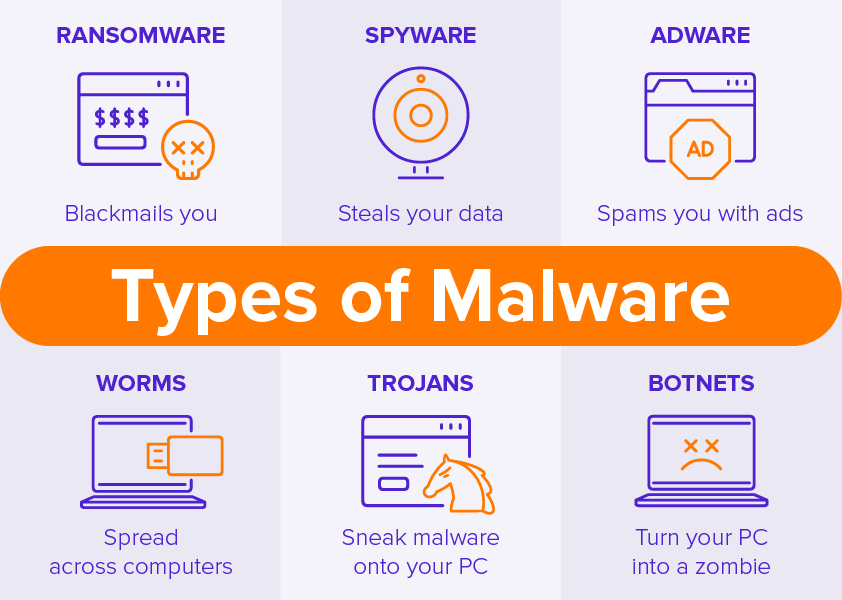 RANSOMWARE
$$$$
Blackmails you
SPYWARE
Steals your data
ADWARE
AD
Spams you with ads
Types of Malware
WORMS
Spread
across computers
TROJANS
Sneak malware
onto your PC
BOTNETS
Turn your PC
into a zombie